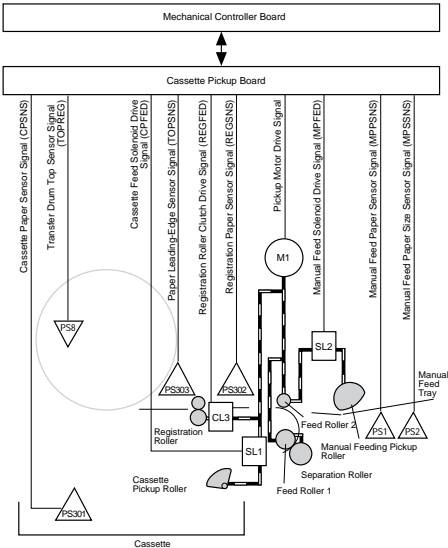 Mechanical Controller Board
Cassette Pickup Board
Cassette Paper Sensor Signal (CPSNS)
Transfer Drum Top Sensor Signal
(TOPREG)
Cassette Feed Solenoid Drive
Signal (CPFED)
Paper Leading-Edge Sensor Signal (TOPSNS)
Registration Roller Clutch Drive Signal (REGFED)
Registration Paper Sensor Signal (REGSNS)
Pickup Motor Drive Signal
Manual Feed Solenoid Drive Signal (MPFED)
Manual Feed Paper Sensor Signal (MPPSNS)
Manual Feed Paper Size Sensor Signal (MPSSNS)
M1
PS8
SL2
PS303
PS302
Manual
Feed
Tray
CL3
Registration
Roller
Feed Roller 2
PS1
PS2
SL1
Manual Feeding Pickup
Roller
Separation Roller
Cassette
Pickup Roller
Feed Roller 1
PS301
Cassette